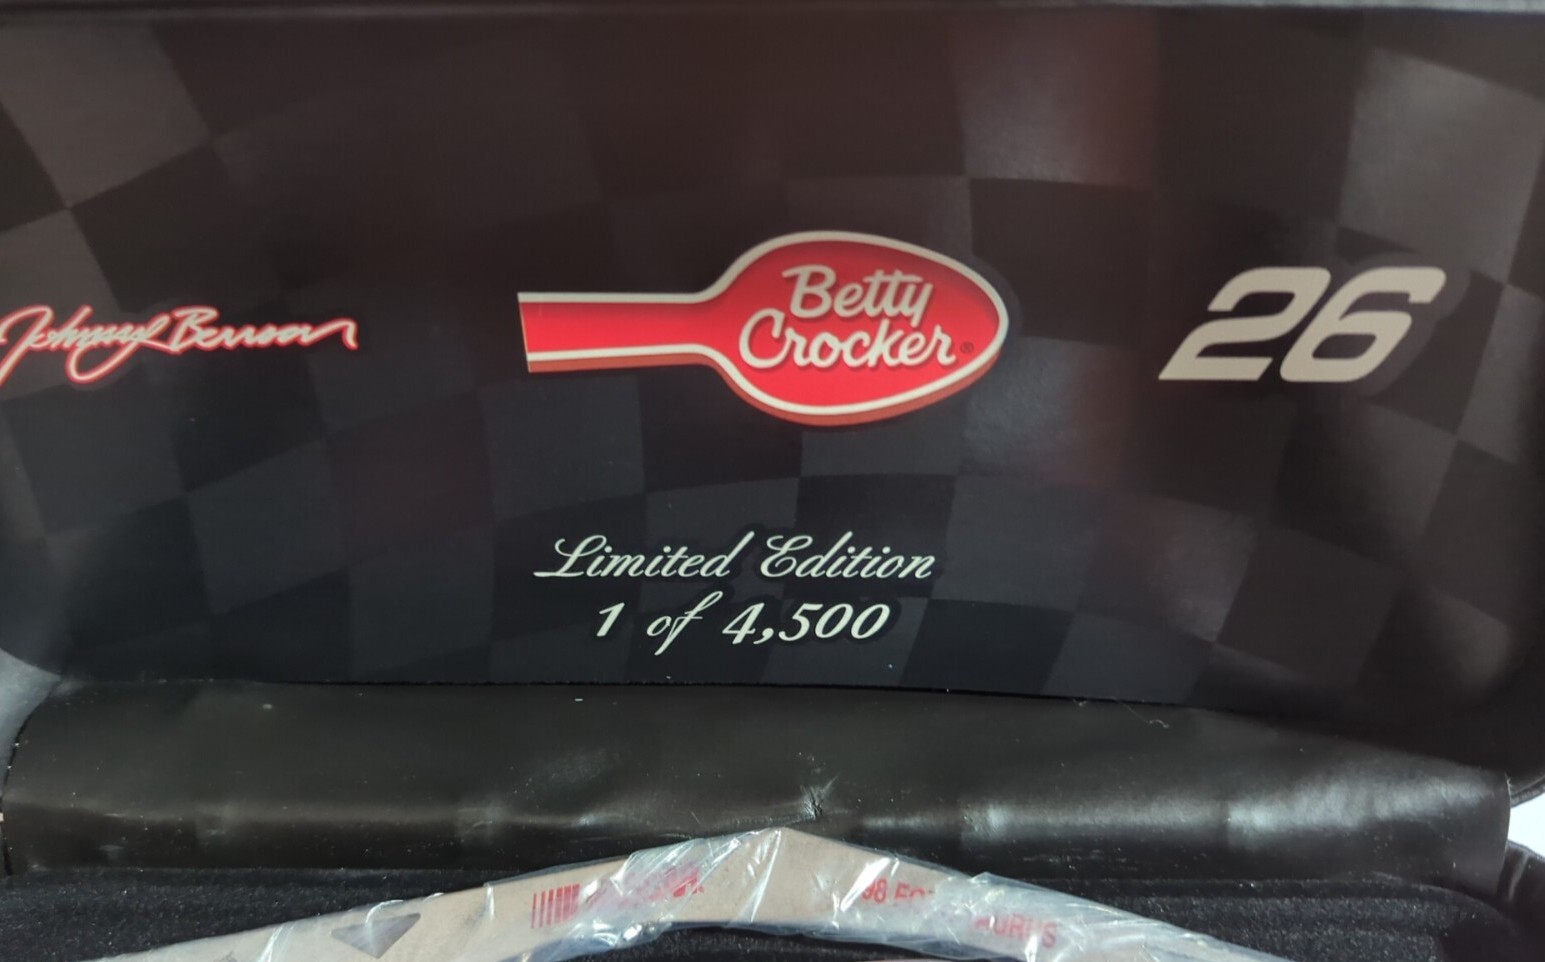 Johnny Benson
Betty
Crocker®
26
Limited Edition
1 of 4,500